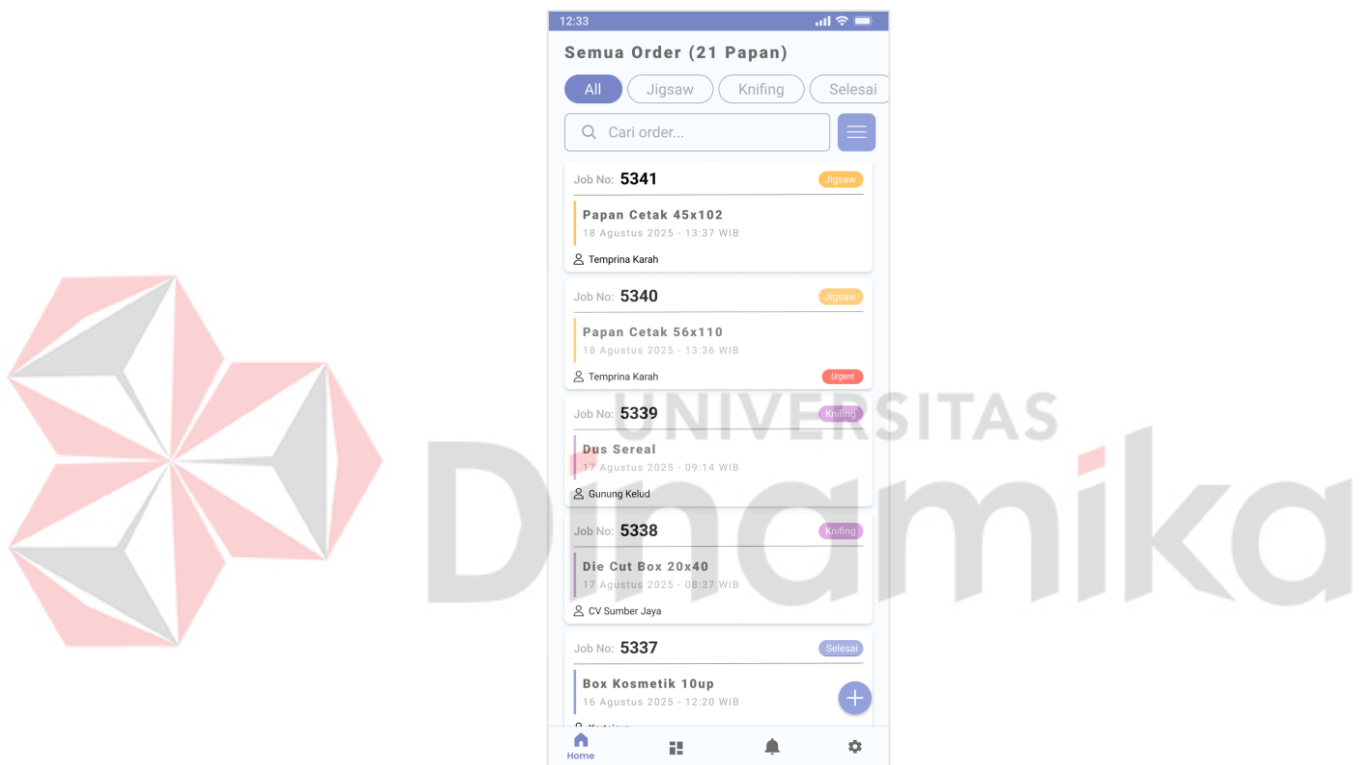 12:33
Semua Order (21 Papan)
All Jigsaw Knifing Selesai
Cari order...
Job No: 5341 Jigsaw
Papan Cetak 45x102
18 Agustus 2025 - 13:37 WIB
Temprina Karah
Job No: 5340 Jigsaw
Papan Cetak 56x110
18 Agustus 2025 - 13:36 WIB
Temprina Karah Urgent
Job No: 5339 Knifing
Dus Sereal
17 Agustus 2025 - 09:14 WIB
Gunung Kelud
Job No: 5338 Knifing
Die Cut Box 20x40
17 Agustus 2025 - 08:37 WIB
CV Sumber Jaya
Job No: 5337 Selesai
Box Kosmetik 10up
16 Agustus 2025 - 12:20 WIB
Home
UNIVERSITAS
Dinamika